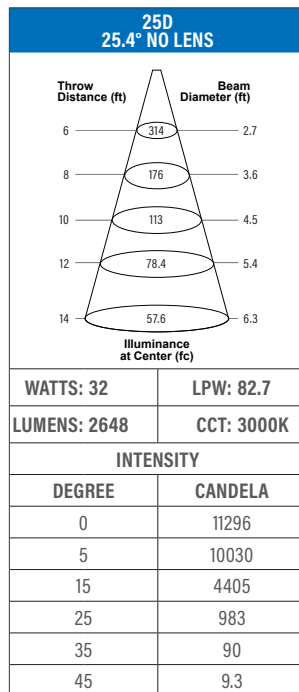 25D
25.4° NO LENS
Throw
Distance (ft)
Beam
Diameter (ft)
6 314 2.7
8 176 3.6
10 113 4.5
12 78.4 5.4
14 57.6 6.3
Illuminance
at Center (fc)
WATTS: 32 LPW: 82.7
LUMENS: 2648 CCT: 3000K
INTENSITY
DEGREE CANDELA
0 11296
5 10030
15 4405
25 983
35 90
45 9.3